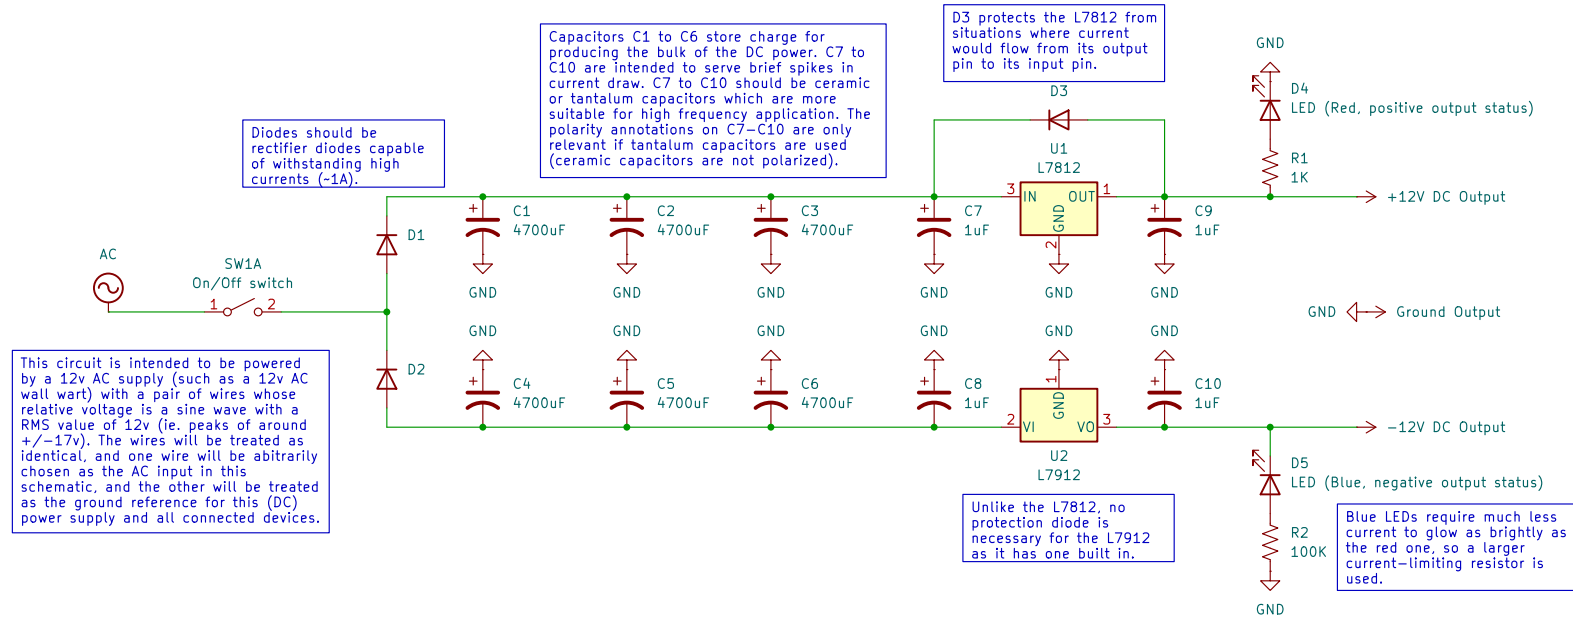 D3 protects the L7812 from
situations where current
would flow from its output
pin to its input pin.
Capacitors C1 to C6 store charge for
producing the bulk of the DC power. C7 to
C10 are intended to serve brief spikes in
current draw. C7 to C10 should be ceramic
or tantalum capacitors which are more
suitable for high frequency application. The
polarity annotations on C7-C10 are only
relevant if tantalum capacitors are used
(ceramic capacitors are not polarized).
Diodes should be
rectifier diodes capable
of withstanding high
currents (~1A).
GND
D4
LED (Red, positive output status)
R1
1K
D3
U1
L7812
3 IN OUT 1
GND
2
+12V DC Output
+ C1
4700uF
GND
+ C2
4700uF
GND
+ C3
4700uF
GND
+ C7
1uF
GND
GND
+ C9
1uF
GND
D1
AC
SW1A
On/Off switch
1 2
GND Ground Output
D2
GND
+ C4
4700uF
GND
+ C5
4700uF
GND
+ C6
4700uF
GND
+ C8
1uF
GND
1
GND
2 VI VO 3
U2
L7912
GND
+ C10
1uF
-12V DC Output
This circuit is intended to be powered
by a 12v AC supply (such as a 12v AC
wall wart) with a pair of wires whose
relative voltage is a sine wave with a
RMS value of 12v (ie. peaks of around
+/-17v). The wires will be treated as
identical, and one wire will be abitrarily
chosen as the AC input in this
schematic, and the other will be treated
as the ground reference for this (DC)
power supply and all connected devices.
D5
LED (Blue, negative output status)
R2
100K
GND
Unlike the L7812, no
protection diode is
necessary for the L7912
as it has one built in.
Blue LEDs require much less
current to glow as brightly as
the red one, so a larger
current-limiting resistor is
used.